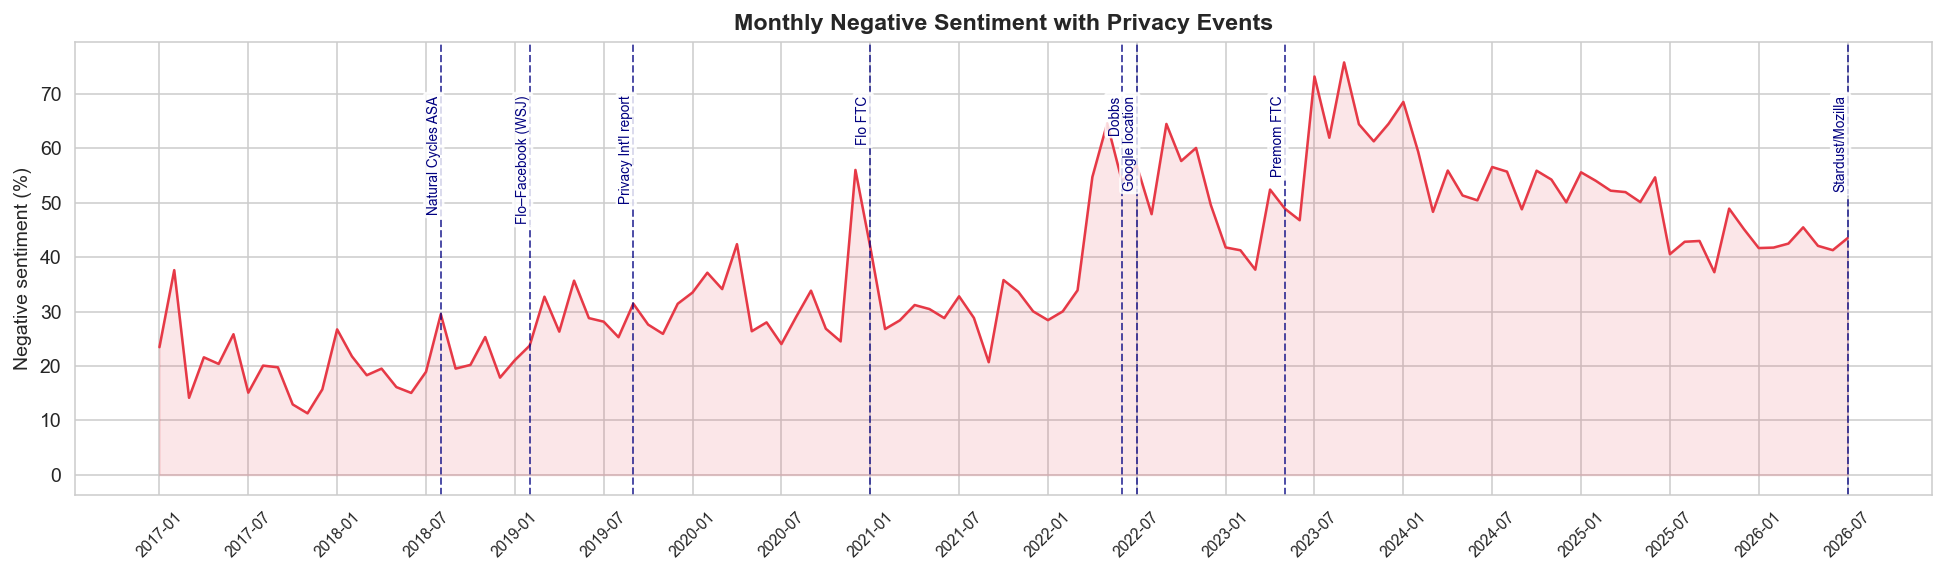 Monthly Negative Sentiment with Privacy Events
Negative sentiment (%)
70
60
50
40
30
20
10
0
Natural Cycles ASA
Flo–Facebook (WSJ)
Privacy Int'l report
Flo FTC
Dobbs
Google location
Premom FTC
Stardust/Mozilla
2017-01
2017-07
2018-01
2018-07
2019-01
2019-07
2020-01
2020-07
2021-01
2021-07
2022-01
2022-07
2023-01
2023-07
2024-01
2024-07
2025-01
2025-07
2026-01
2026-07